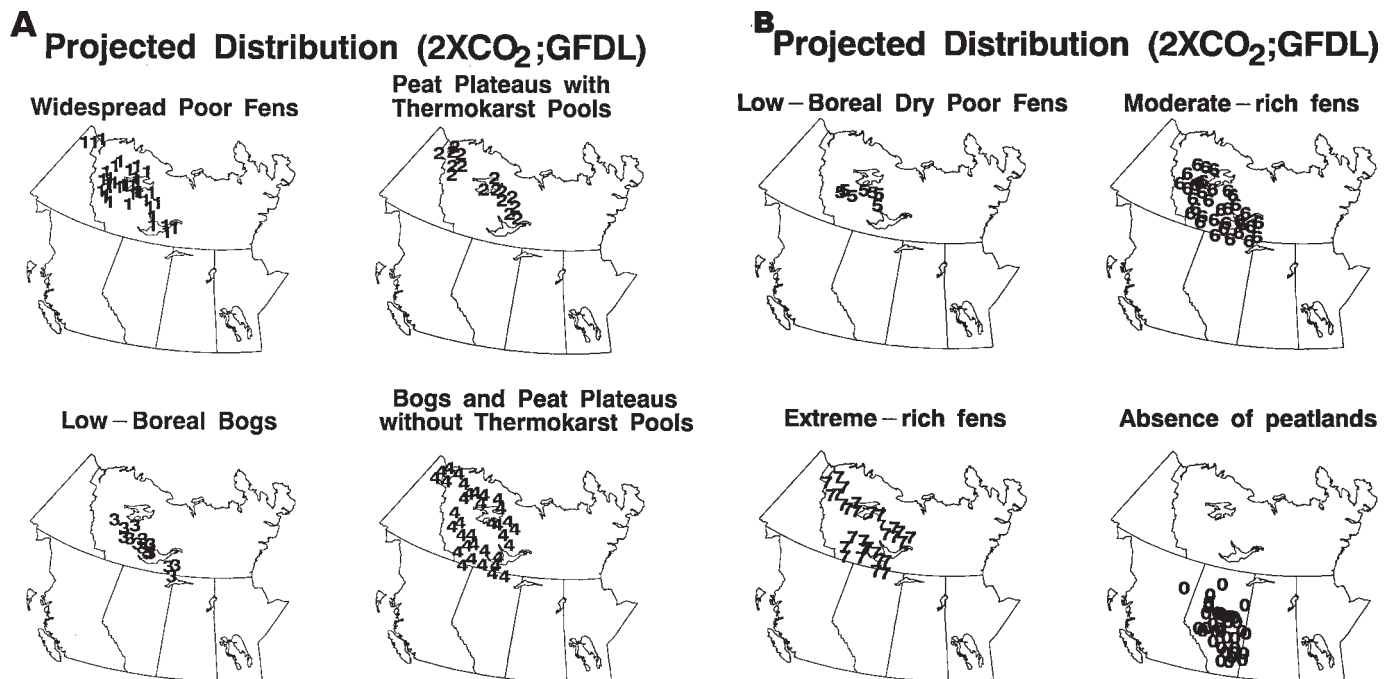 A
Projected Distribution (2XCO2;GFDL)
Widespread Poor Fens
Peat Plateaus with
Thermokarst Pools
Low–Boreal Bogs
Bogs and Peat Plateaus
without Thermokarst Pools
B
Projected Distribution (2XCO2;GFDL)
Low–Boreal Dry Poor Fens
Moderate–rich fens
Extreme–rich fens
Absence of peatlands